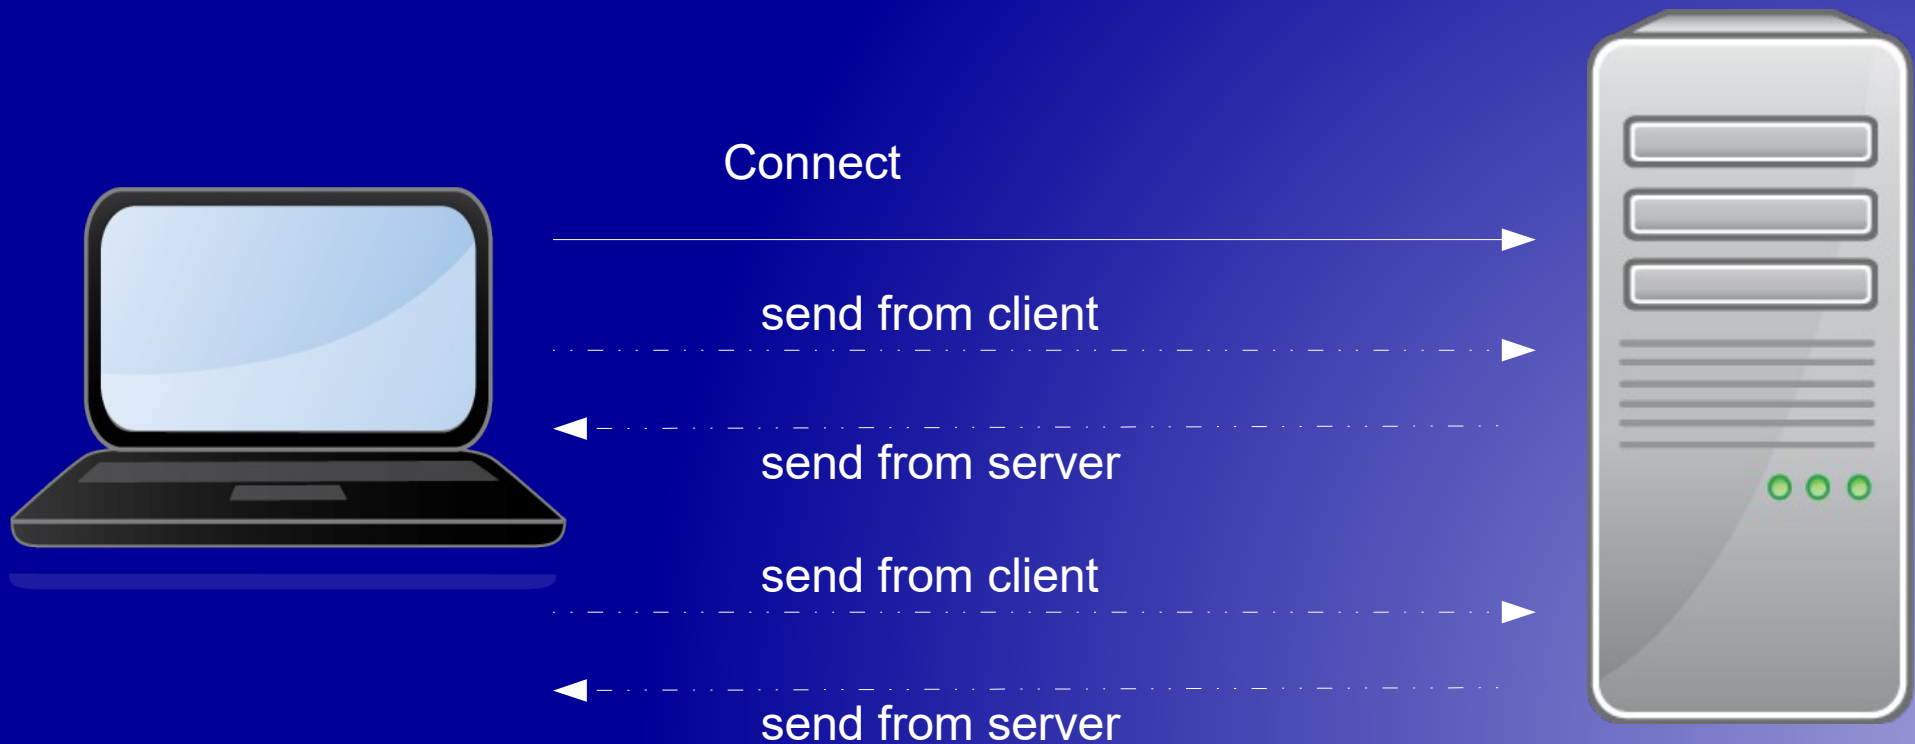 Connect
send from client
send from server
send from client
send from server